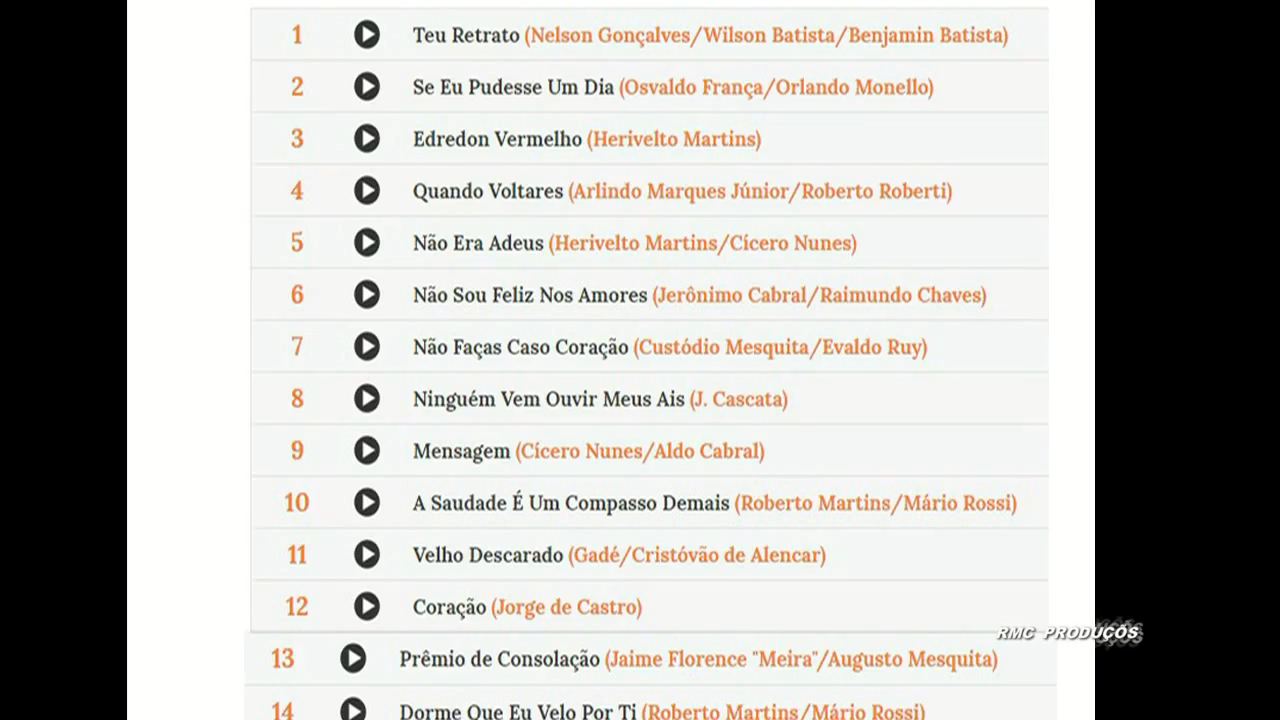 1 Teu Retrato (Nelson Gonçalves/Wilson Batista/Benjamin Batista)
2 Se Eu Pudesse Um Dia (Osvaldo França/Orlando Monello)
3 Edredon Vermelho (Herivelto Martins)
4 Quando Voltares (Arlindo Marques Júnior/Roberto Roberti)
5 Não Era Adeus (Herivelto Martins/Cícero Nunes)
6 Não Sou Feliz Nos Amores (Jerônimo Cabral/Raimundo Chaves)
7 Não Faças Caso Coração (Custódio Mesquita/Evaldo Ruy)
8 Ninguém Vem Ouvir Meus Ais (J. Cascata)
9 Mensagem (Cícero Nunes/Aldo Cabral)
10 A Saudade É Um Compasso Demais (Roberto Martins/Mário Rossi)
11 Velho Descarado (Gadé/Cristóvão de Alencar)
12 Coração (Jorge de Castro)
RMC PRODUÇÕS
13 Prêmio de Consolação (Jaime Florence "Meira"/Augusto Mesquita)
14 Dorme Que Eu Velo Por Ti (Roberto Martins/Mário Rossi)